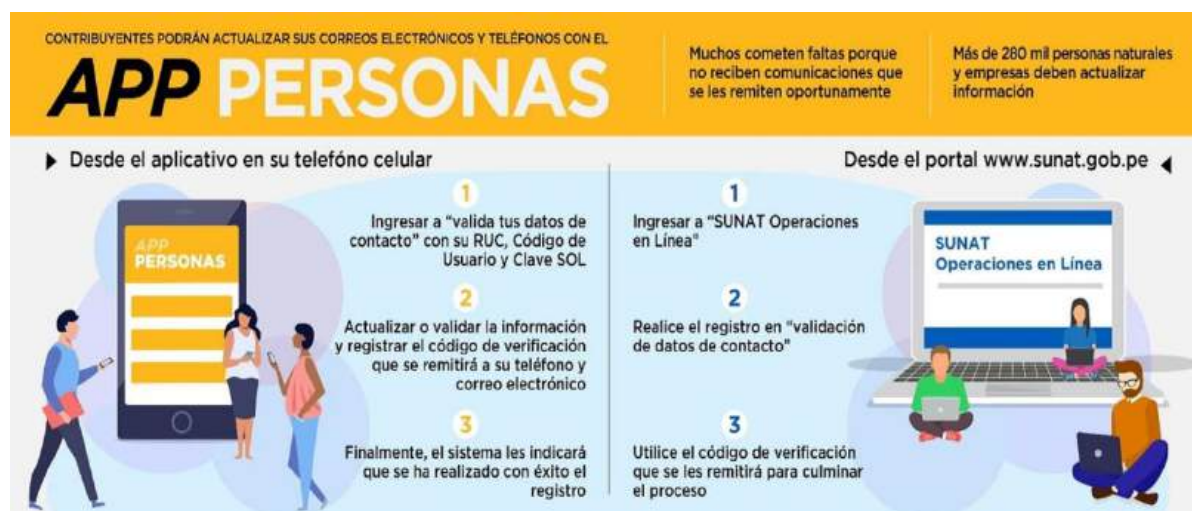 CONTRIBUYENTES PODRÁN ACTUALIZAR SUS CORREOS ELECTRÓNICOS Y TELÉFONOS CON EL
APP PERSONAS
Muchos cometen faltas porque
no reciben comunicaciones que
se les remiten oportunamente
Más de 280 mil personas naturales
y empresas deben actualizar
información
Desde el aplicativo en su telefóno celular
1
Ingresar a “valida tus datos de
contacto” con su RUC, Código de
Usuario y Clave SOL
2
Actualizar o validar la información
y registrar el código de verificación
que se remitirá a su teléfono y
correo electrónico
3
Finalmente, el sistema les indicará
que se ha realizado con éxito el
registro
APP
PERSONAS
Desde el portal www.sunat.gob.pe
1
Ingresar a “SUNAT Operaciones
en Línea”
2
Realice el registro en “validación
de datos de contacto”
3
Utilice el código de verificación
que se les remitirá para culminar
el proceso
SUNAT
Operaciones en Línea